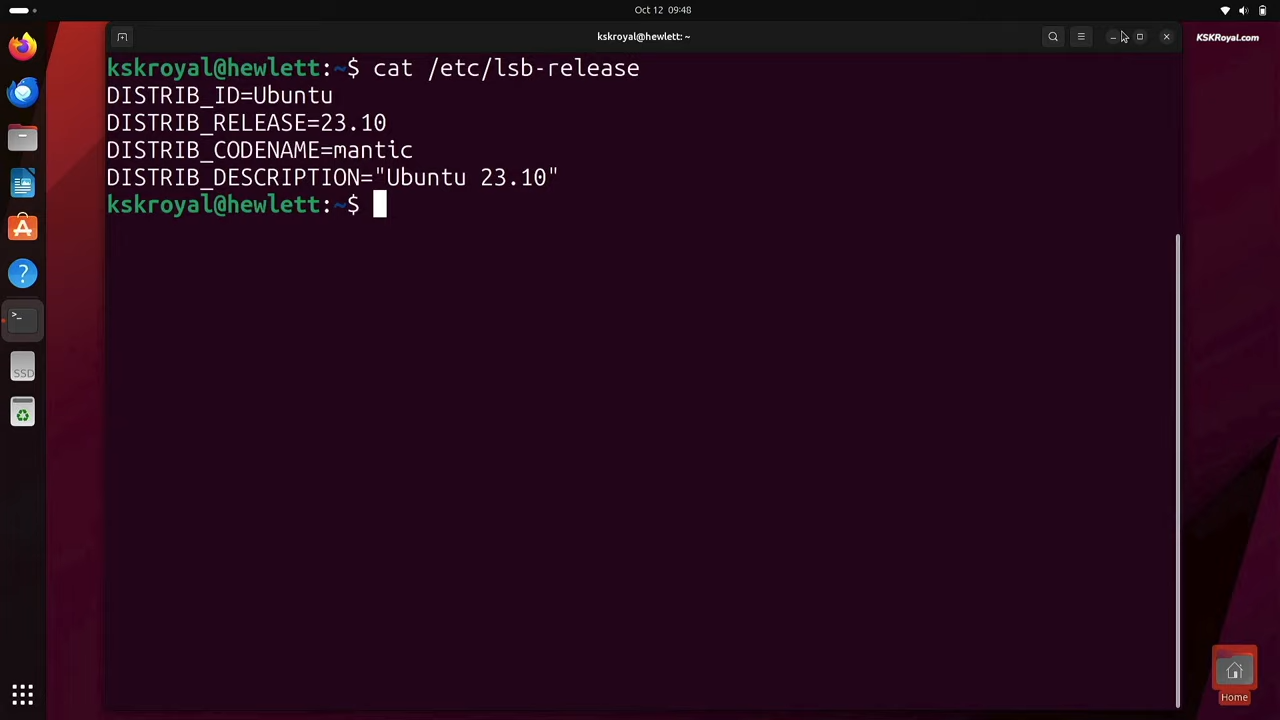 Oct 12 09:48
kskroyal@hewlett: ~
KSKRoyal.com
kskroyal@hewlett:~$ cat /etc/lsb-release
DISTRIB_ID=Ubuntu
DISTRIB_RELEASE=23.10
DISTRIB_CODENAME=mantic
DISTRIB_DESCRIPTION="Ubuntu 23.10"
kskroyal@hewlett:~$
>_
SSD
Home